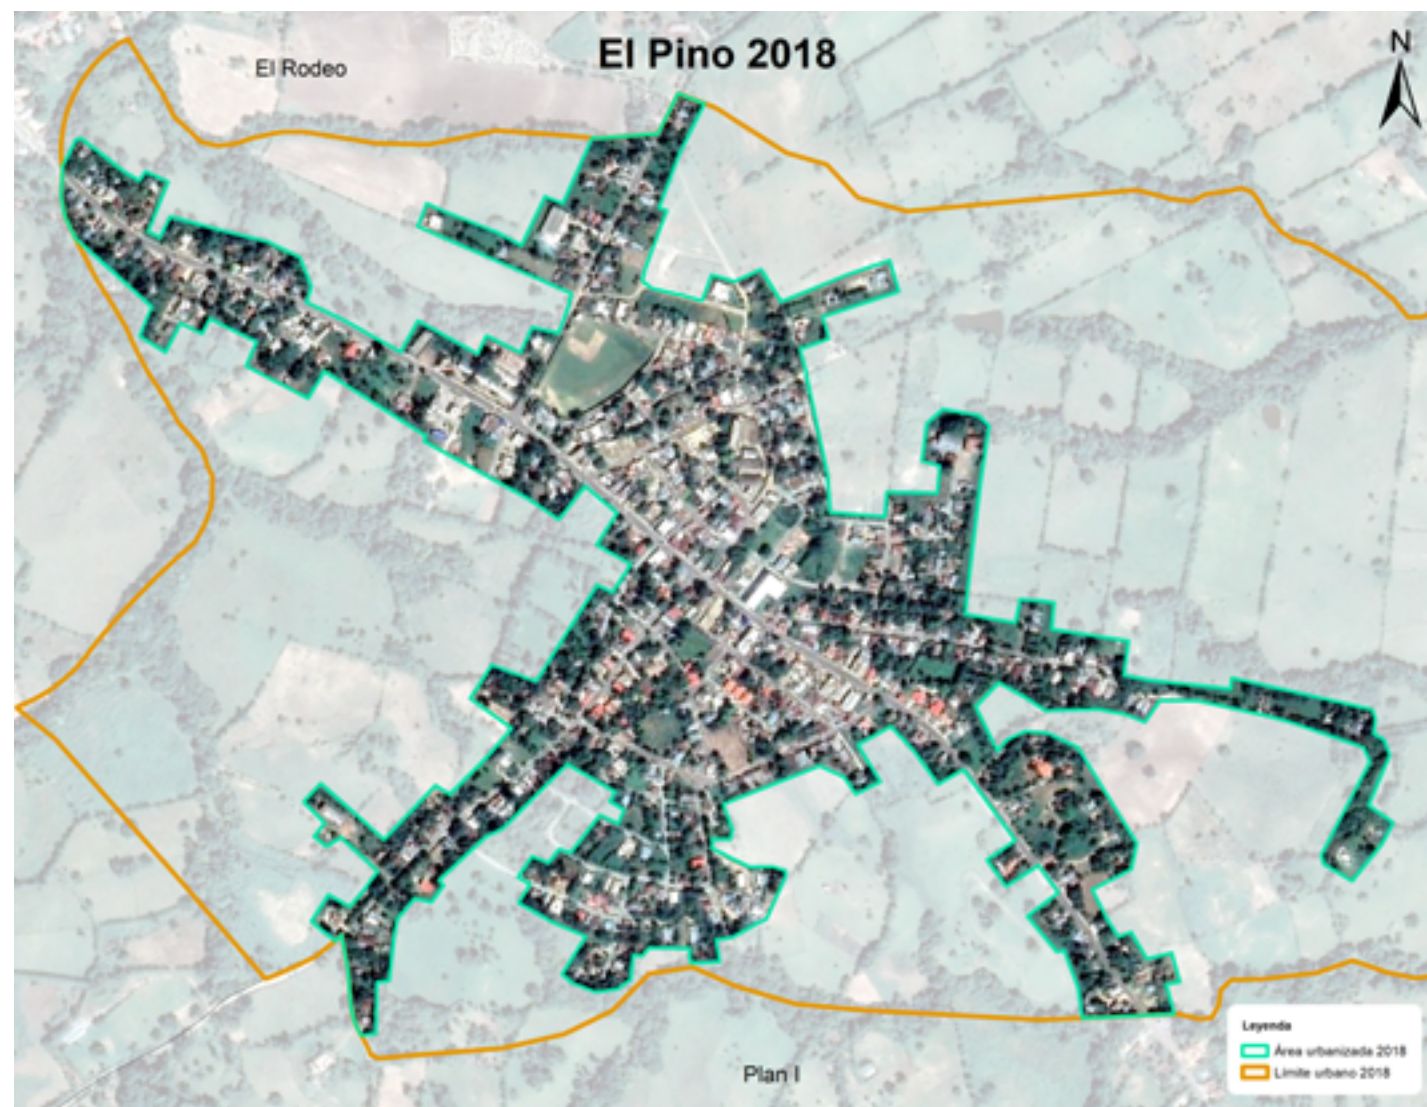 El Pino 2018
N
El Rodeo
Plan I
Leyenda
Área urbanizada 2018
Límite urbano 2018